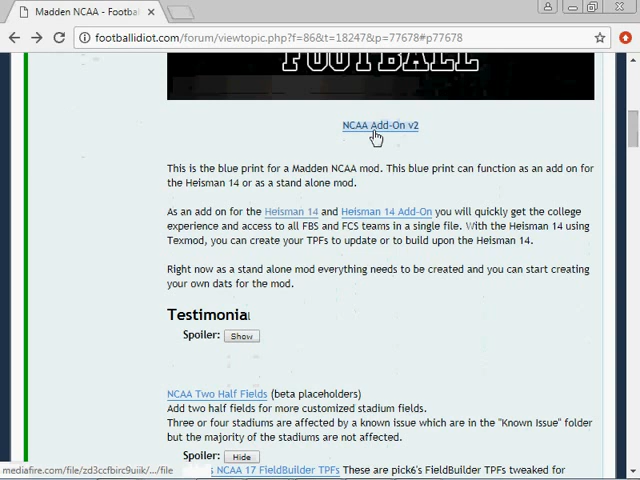 Madden NCAA - Football
footballidiot.com/forum/viewtopic.php?f=86&t=18247&p=77678#p77678
FOOTBALL
NCAA Add-On v2
This is the blue print for a Madden NCAA mod. This blue print can function as an add on for
the Heisman 14 or as a stand alone mod.
As an add on for the Heisman 14 and Heisman 14 Add-On you will quickly get the college
experience and access to all FBS and FCS teams in a single file. With the Heisman 14 using
Texmod, you can create your TPFs to update or to build upon the Heisman 14.
Right now as a stand alone mod everything needs to be created and you can start creating
your own dats for the mod.
Testimonial
Spoiler: Show
NCAA Two Half Fields (beta placeholders)
Add two half fields for more customized stadium fields.
Three or four stadiums are affected by a known issue which are in the "Known Issue" folder
but the majority of the stadiums are not affected.
Spoiler: Hide
s NCAA 17 FieldBuilder TPFs These are pick6's FieldBuilder TPFs tweaked for
mediafire.com/file/zd3ccfbirc9uiik/.../file